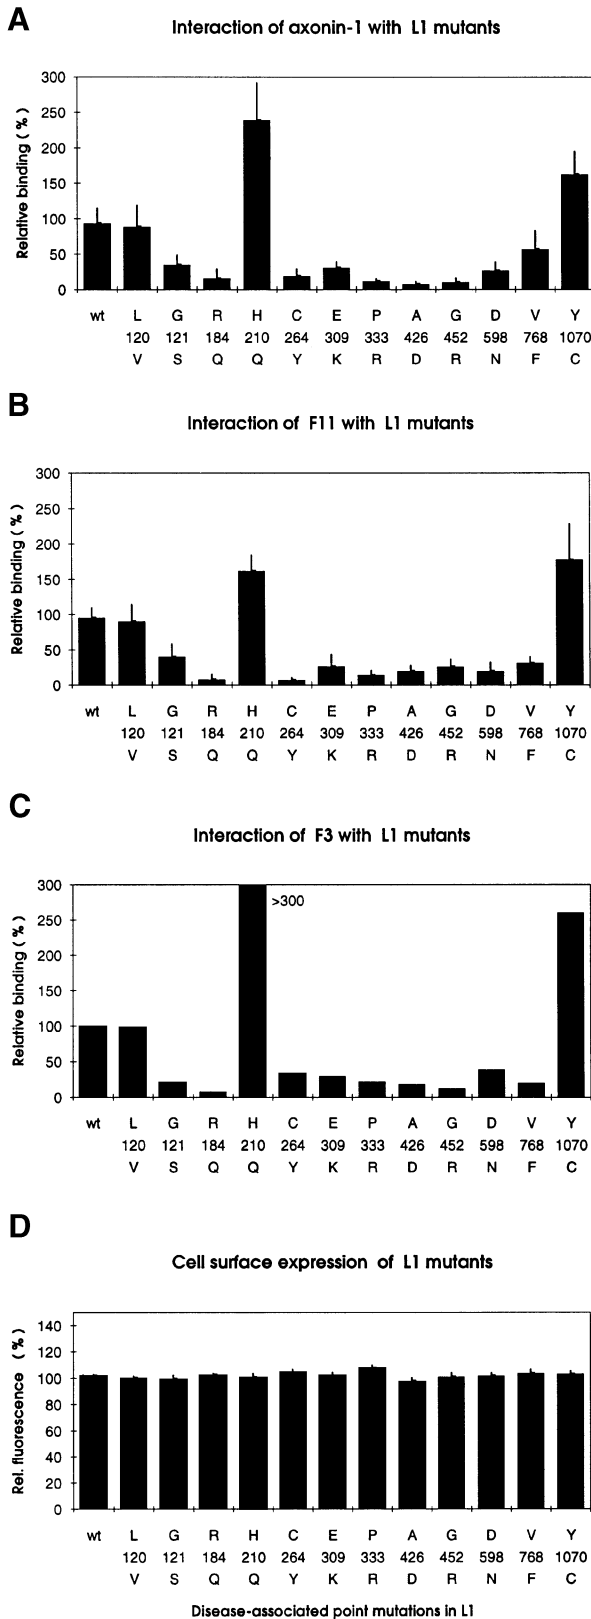 A
Interaction of axonin-1 with L1 mutants
Relative binding (%)
300
250
200
150
100
50
0
wt L G R H C E P A G D V Y
120 121 184 210 264 309 333 426 452 598 768 1070
V S Q Q Y K R D R N F C
B
Interaction of F11 with L1 mutants
Relative binding (%)
300
250
200
150
100
50
0
wt L G R H C E P A G D V Y
120 121 184 210 264 309 333 426 452 598 768 1070
V S Q Q Y K R D R N F C
C
Interaction of F3 with L1 mutants
Relative binding (%)
300
250
200
150
100
50
0
>300
wt L G R H C E P A G D V Y
120 121 184 210 264 309 333 426 452 598 768 1070
V S Q Q Y K R D R N F C
D
Cell surface expression of L1 mutants
Rel. fluorescence (%)
140
120
100
80
60
40
20
0
wt L G R H C E P A G D V Y
120 121 184 210 264 309 333 426 452 598 768 1070
V S Q Q Y K R D R N F C
Disease-associated point mutations in L1